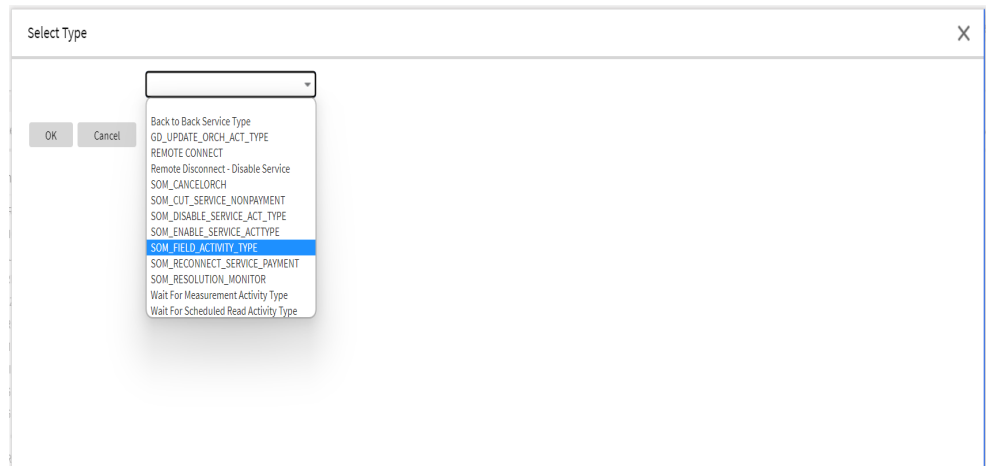 Select Type
X
Back to Back Service Type
GD_UPDATE_ORCH_ACT_TYPE
REMOTE CONNECT
Remote Disconnect - Disable Service
SOM_CANCELORCH
SOM_CUT_SERVICE_NONPAYMENT
SOM_DISABLE_SERVICE_ACT_TYPE
SOM_ENABLE_SERVICE_ACTTYPE
SOM_FIELD_ACTIVITY_TYPE
SOM_RECONNECT_SERVICE_PAYMENT
SOM_RESOLUTION_MONITOR
Wait For Measurement Activity Type
Wait For Scheduled Read Activity Type
OK Cancel